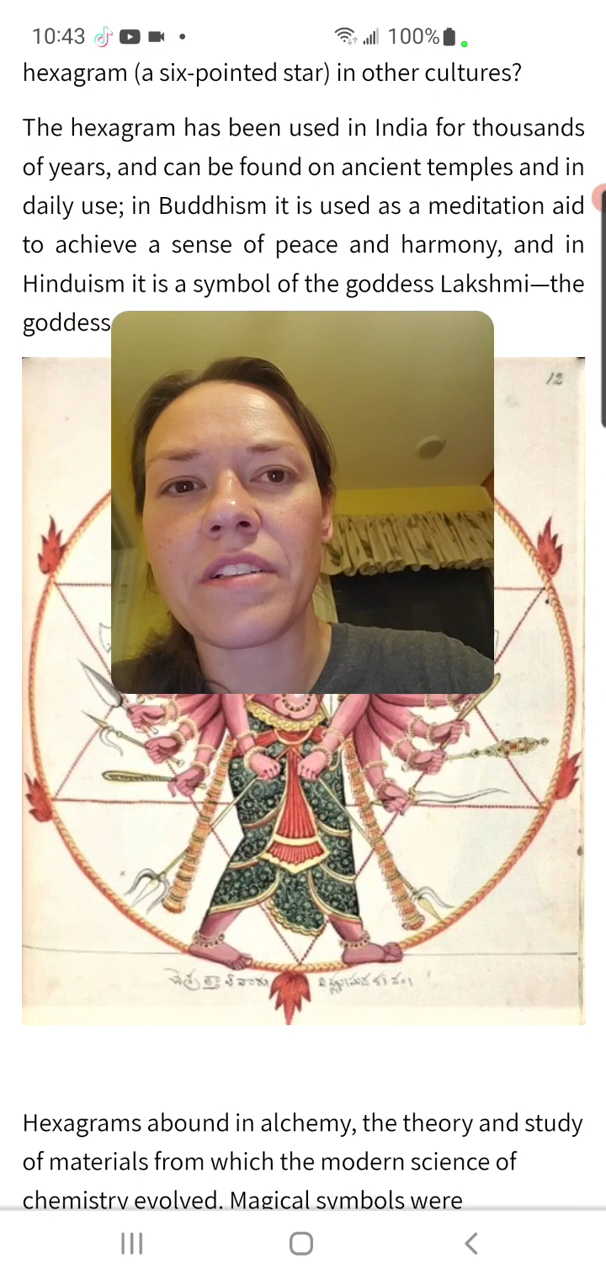 10:43
100%
hexagram (a six-pointed star) in other cultures?
The hexagram has been used in India for thousands
of years, and can be found on ancient temples and in
daily use; in Buddhism it is used as a meditation aid
to achieve a sense of peace and harmony, and in
Hinduism it is a symbol of the goddess Lakshmi—the
goddess
12
Hexagrams abound in alchemy, the theory and study
of materials from which the modern science of
chemistry evolved. Magical symbols were